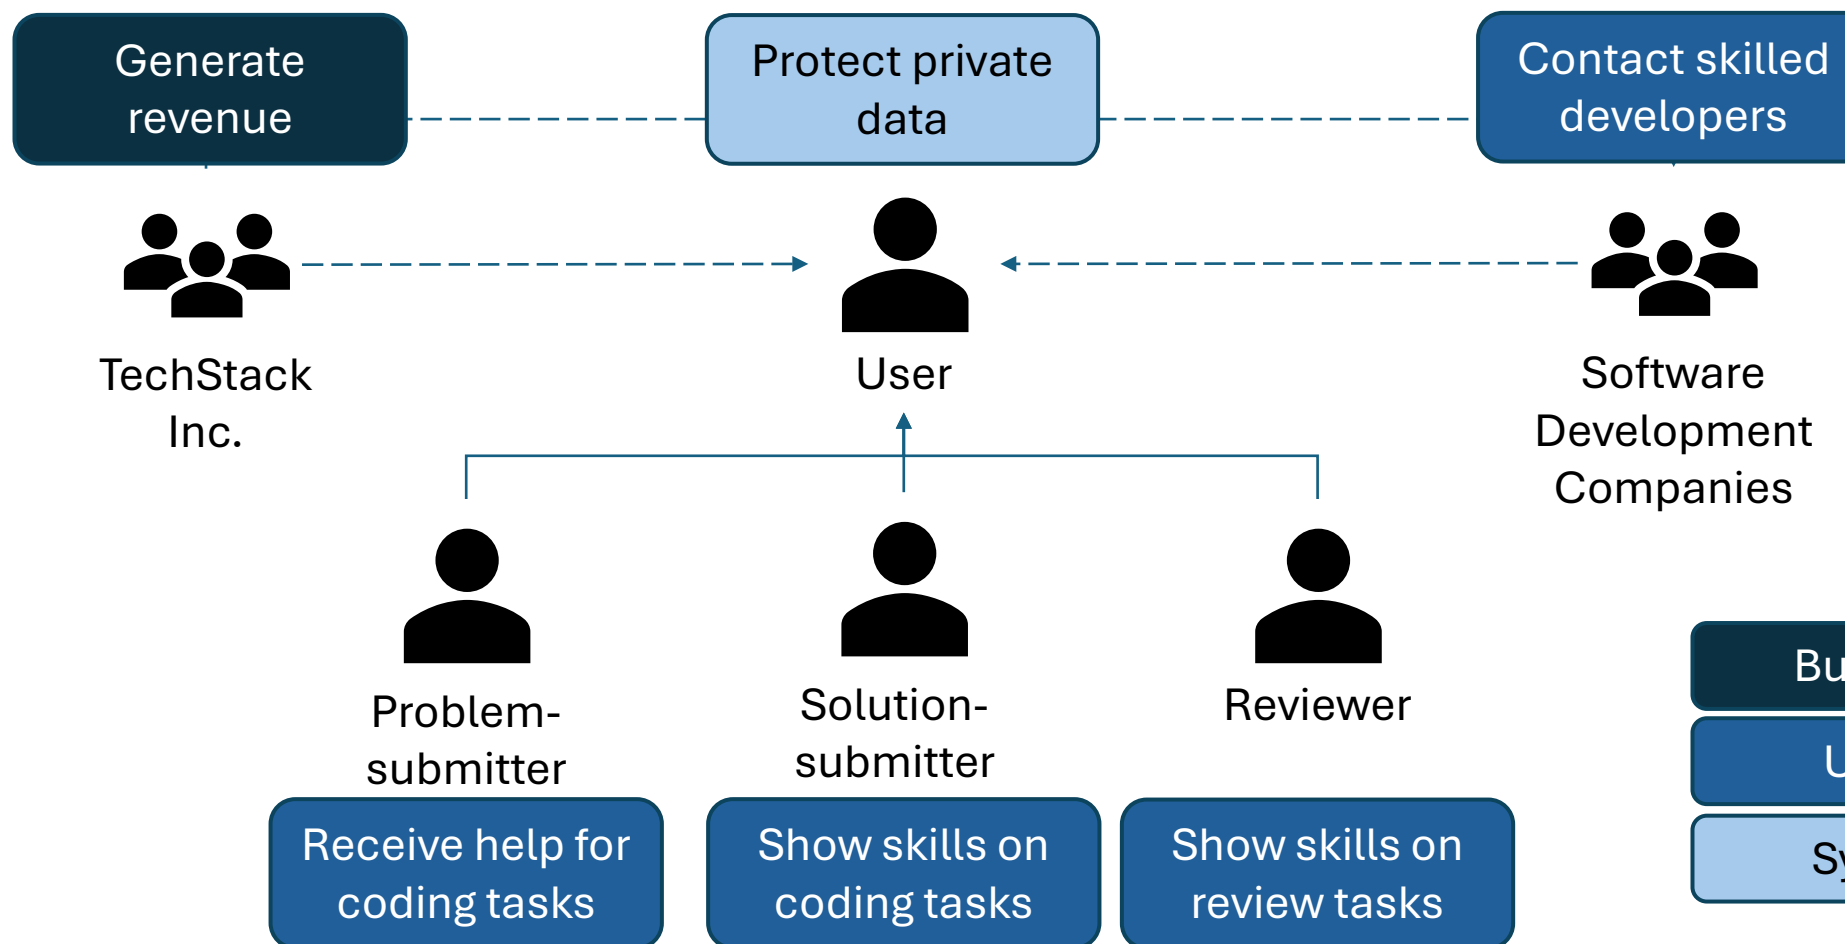 Generate
revenue
Protect private
data
Contact skilled
developers
TechStack
Inc.
User
Software
Development
Companies
Problem-
submitter
Solution-
submitter
Reviewer
Receive help for
coding tasks
Show skills on
coding tasks
Show skills on
review tasks